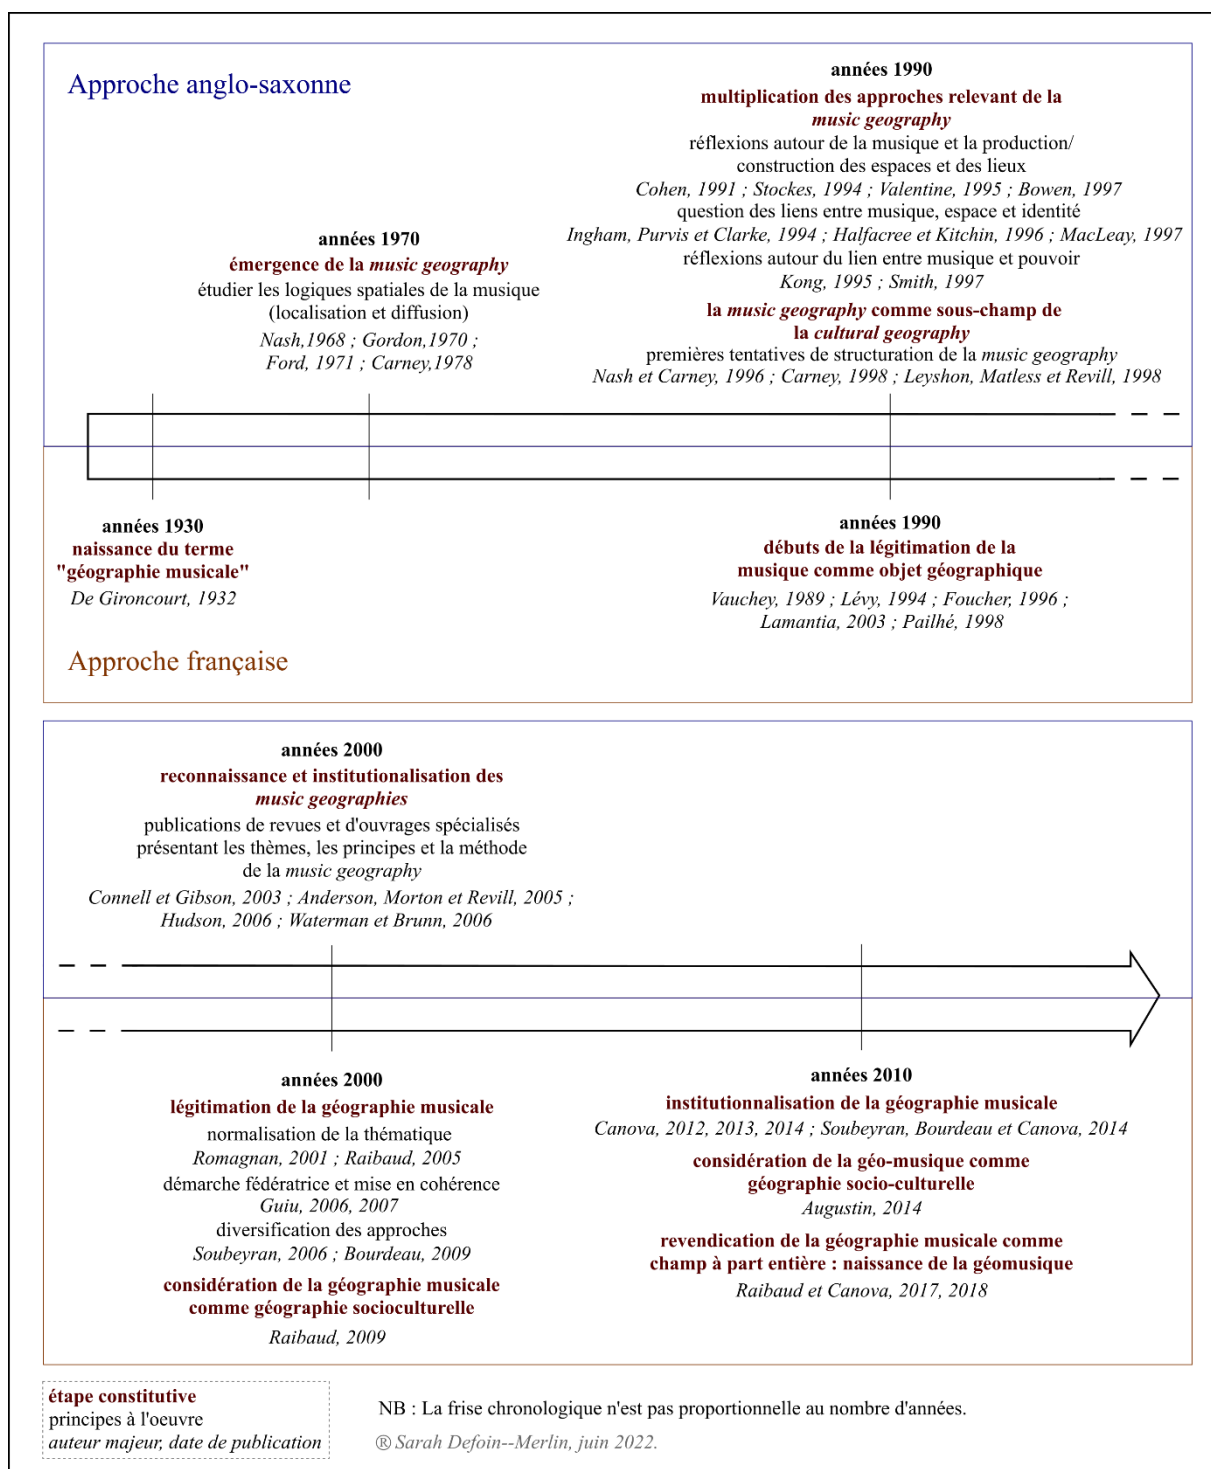 Approche anglo-saxonne
années 1970
émergence de la music geography
étudier les logiques spatiales de la musique
(localisation et diffusion)
Nash,1968 ; Gordon,1970 ;
Ford, 1971 ; Carney,1978
années 1990
multiplication des approches relevant de la
music geography
réflexions autour de la musique et la production/
construction des espaces et des lieux
Cohen, 1991 ; Stockes, 1994 ; Valentine, 1995 ; Bowen, 1997
question des liens entre musique, espace et identité
Ingham, Purvis et Clarke, 1994 ; Halfacree et Kitchin, 1996 ; MacLeay, 1997
réflexions autour du lien entre musique et pouvoir
Kong, 1995 ; Smith, 1997
la music geography comme sous-champ de
la cultural geography
premières tentatives de structuration de la music geography
Nash et Carney, 1996 ; Carney, 1998 ; Leyshon, Matless et Revill, 1998
années 1930
naissance du terme
"géographie musicale"
De Gironcourt, 1932
années 1990
débuts de la légitimation de la
musique comme objet géographique
Vauchey, 1989 ; Lévy, 1994 ; Foucher, 1996 ;
Lamantia, 2003 ; Pailhé, 1998
Approche française
années 2000
reconnaissance et institutionalisation des
music geographies
publications de revues et d'ouvrages spécialisés
présentant les thèmes, les principes et la méthode
de la music geography
Connell et Gibson, 2003 ; Anderson, Morton et Revill, 2005 ;
Hudson, 2006 ; Waterman et Brunn, 2006
années 2000
légitimation de la géographie musicale
normalisation de la thématique
Romagnan, 2001 ; Raibaud, 2005
démarche fédératrice et mise en cohérence
Guiu, 2006, 2007
diversification des approches
Soubeyran, 2006 ; Bourdeau, 2009
considération de la géographie musicale
comme géographie socioculturelle
Raibaud, 2009
années 2010
institutionnalisation de la géographie musicale
Canova, 2012, 2013, 2014 ; Soubeyran, Bourdeau et Canova, 2014
considération de la géo-musique comme
géographie socio-culturelle
Augustin, 2014
revendication de la géographie musicale comme
champ à part entière : naissance de la géomusique
Raibaud et Canova, 2017, 2018
étape constitutive
principes à l'oeuvre
auteur majeur, date de publication
NB : La frise chronologique n'est pas proportionnelle au nombre d'années.
® Sarah Defoin--Merlin, juin 2022.